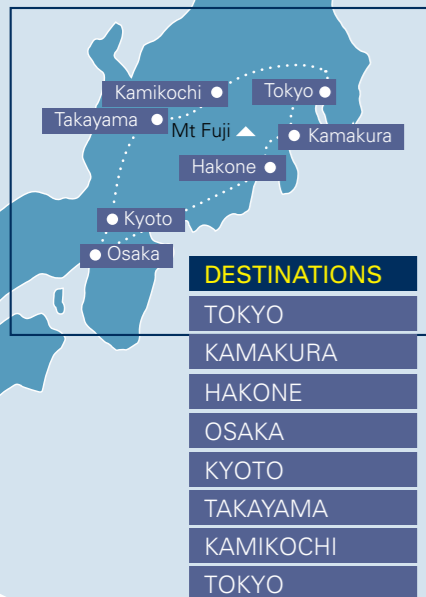 Kamikochi
Tokyo
Takayama
Mt Fuji
Kamakura
Hakone
Kyoto
Osaka
DESTINATIONS
TOKYO
KAMAKURA
HAKONE
OSAKA
KYOTO
TAKAYAMA
KAMIKOCHI
TOKYO